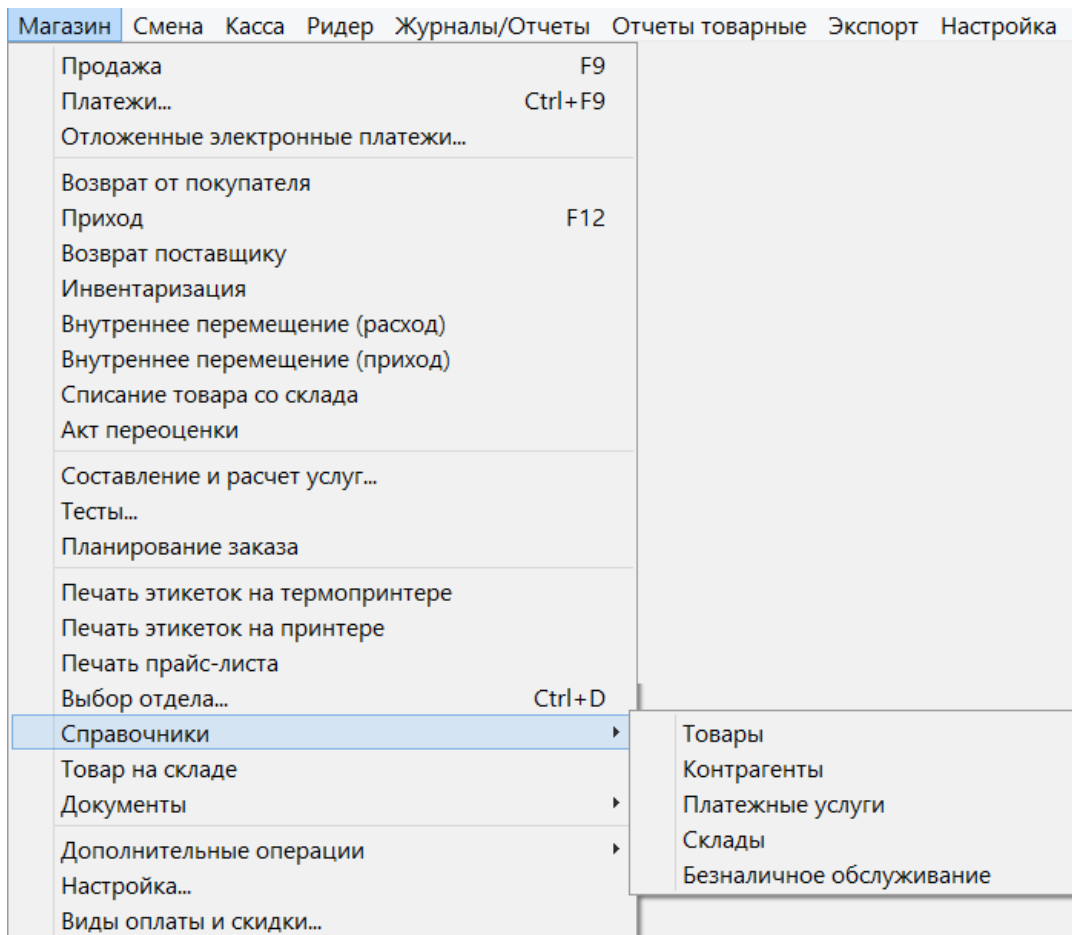 Магазин Смена Касса Ридер Журналы/Отчеты Отчеты товарные Экспорт Настройка
Продажа F9
Платежи... Ctrl+F9
Отложенные электронные платежи...
Возврат от покупателя
Приход F12
Возврат поставщику
Инвентаризация
Внутреннее перемещение (расход)
Внутреннее перемещение (приход)
Списание товара со склада
Акт переоценки
Составление и расчет услуг...
Тесты...
Планирование заказа
Печать этикеток на термопринтере
Печать этикеток на принтере
Печать прайс-листа
Выбор отдела... Ctrl+D
Справочники
Товары
Товар на складе
Контрагенты
Документы
Платежные услуги
Склады
Дополнительные операции
Безналичное обслуживание
Настройка...
Виды оплаты и скидки...